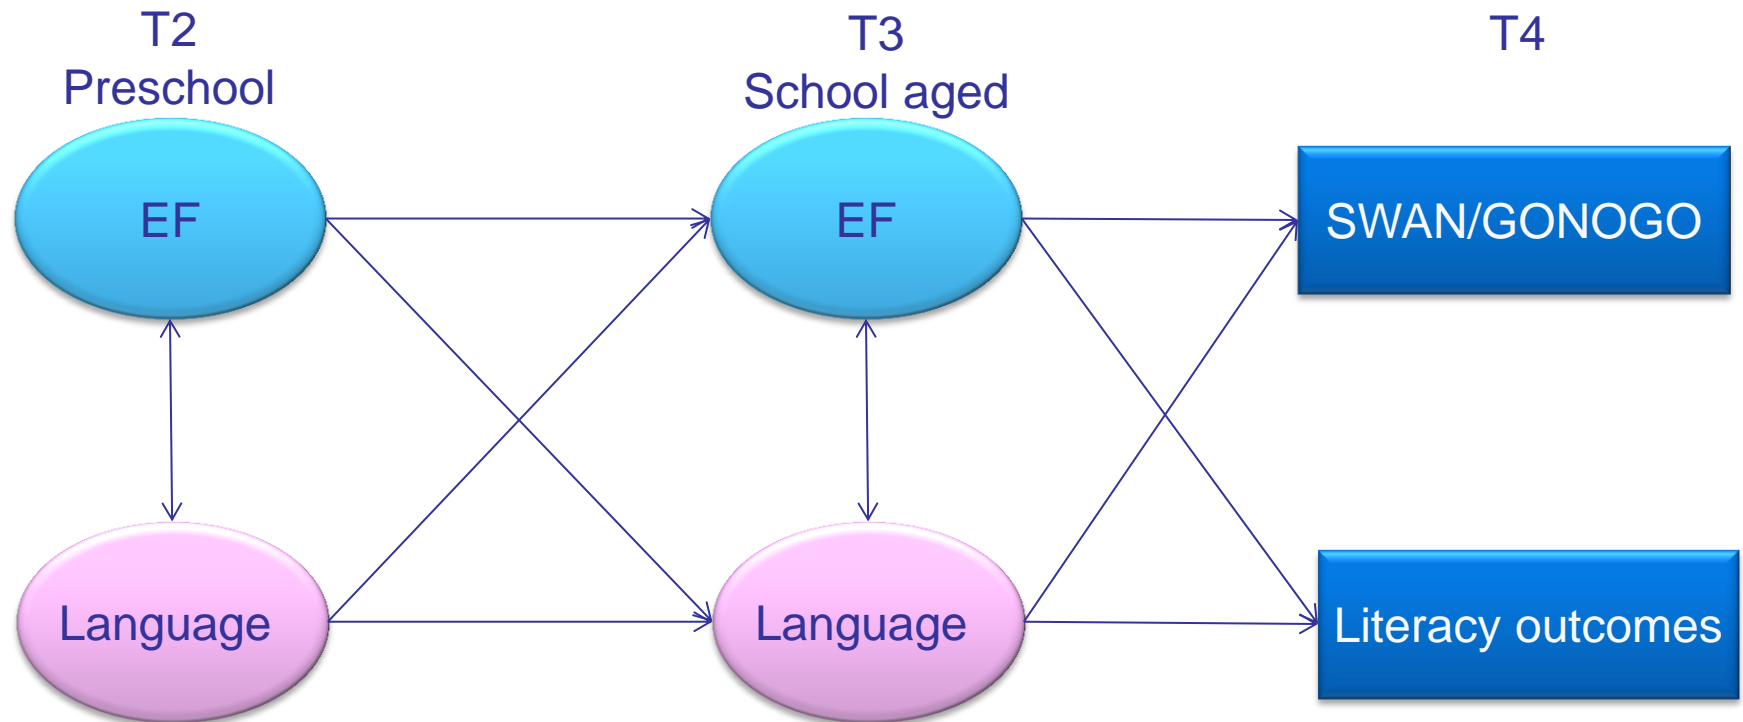 T2
Preschool
T3
School aged
T4
EF
EF
SWAN/GONOGO
Language
Language
Literacy outcomes